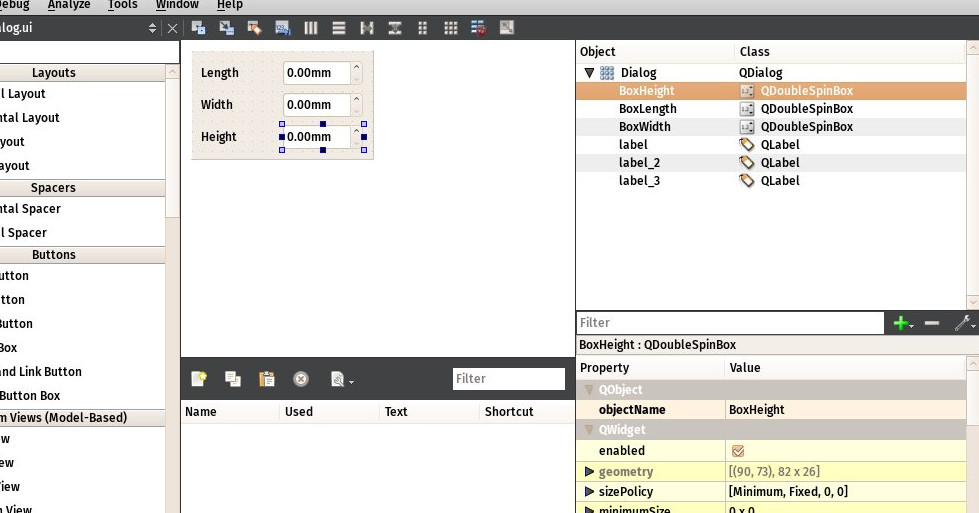 Debug Analyze Tools Window Help
alog.ui
Layouts
l Layout
ntal Layout
yout
ayout
Spacers
ntal Spacer
l Spacer
Buttons
utton
tton
Button
Box
and Link Button
Button Box
m Views (Model-Based)
ew
ew
View
n View
Length 0.00mm
Width 0.00mm
Height 0.00mm
Filter
Name Used Text Shortcut
Object Class
Dialog QDialog
BoxHeight QDoubleSpinBox
BoxLength QDoubleSpinBox
BoxWidth QDoubleSpinBox
label QLabel
label_2 QLabel
label_3 QLabel
Filter
BoxHeight : QDoubleSpinBox
Property Value
QObject
objectName BoxHeight
QWidget
enabled
geometry [(90, 73), 82 x 26]
sizePolicy [Minimum, Fixed, 0, 0]
minimumSize 0 x 0